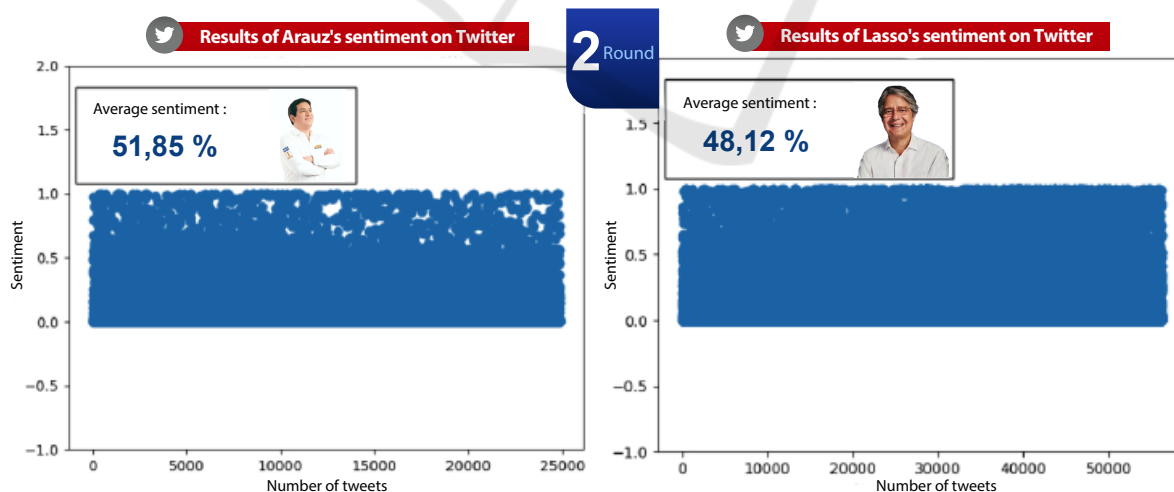 Results of Arauz's sentiment on Twitter
2 Round
Results of Lasso's sentiment on Twitter
2.0
1.5
1.0
0.5
0.0
−0.5
−1.0
Sentiment
Average sentiment :
51,85 %
0 5000 10000 15000 20000 25000
Number of tweets
1.5
1.0
0.5
0.0
−0.5
−1.0
Sentiment
Average sentiment :
48,12 %
0 10000 20000 30000 40000 50000
Number of tweets